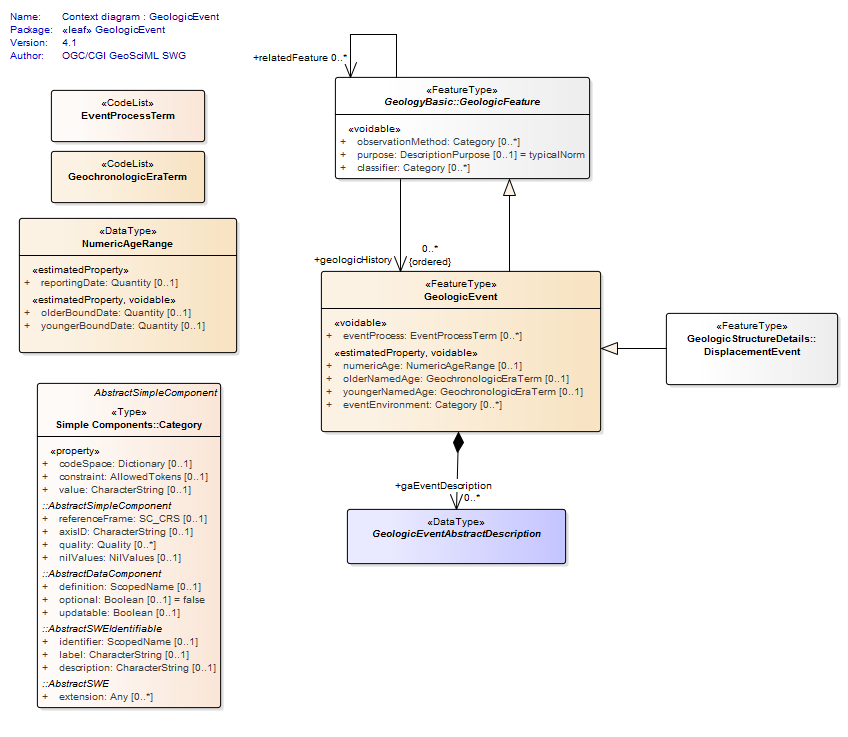 Name: Context diagram : GeologicEvent
Package: «leaf» GeologicEvent
Version: 4.1
Author: OGC/CGI GeoSciML SWG
«CodeList»
EventProcessTerm
«CodeList»
GeochronologicEraTerm
«DataType»
NumericAgeRange
«estimatedProperty»
+ reportingDate: Quantity [0..1]
«estimatedProperty, voidable»
+ olderBoundDate: Quantity [0..1]
+ youngerBoundDate: Quantity [0..1]
AbstractSimpleComponent
«Type»
Simple Components::Category
«property»
+ codeSpace: Dictionary [0..1]
+ constraint: AllowedTokens [0..1]
+ value: CharacterString [0..1]
::AbstractSimpleComponent
+ referenceFrame: SC_CRS [0..1]
+ axisID: CharacterString [0..1]
+ quality: Quality [0..*]
+ nilValues: NilValues [0..1]
::AbstractDataComponent
+ definition: ScopedName [0..1]
+ optional: Boolean [0..1] = false
+ updatable: Boolean [0..1]
::AbstractSWEIdentifiable
+ identifier: ScopedName [0..1]
+ label: CharacterString [0..1]
+ description: CharacterString [0..1]
::AbstractSWE
+ extension: Any [0..*]
+relatedFeature 0..*
«FeatureType»
GeologyBasic::GeologicFeature
«voidable»
+ observationMethod: Category [0..*]
+ purpose: DescriptionPurpose [0..1] = typicalNorm
+ classifier: Category [0..*]
0..*
+geologicHistory {ordered}
«FeatureType»
GeologicEvent
«voidable»
+ eventProcess: EventProcessTerm [0..*]
«estimatedProperty, voidable»
+ numericAge: NumericAgeRange [0..1]
+ olderNamedAge: GeochronologicEraTerm [0..1]
+ youngerNamedAge: GeochronologicEraTerm [0..1]
+ eventEnvironment: Category [0..*]
«FeatureType»
GeologicStructureDetails::
DisplacementEvent
+gaEventDescription
0..*
«DataType»
GeologicEventAbstractDescription